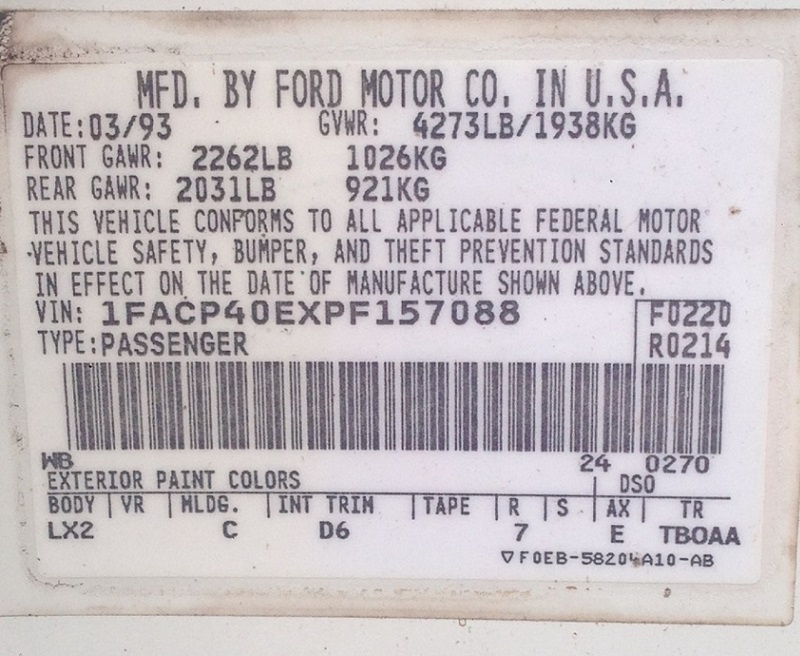 MFD. BY FORD MOTOR CO. IN U.S.A.
DATE: 03/93 GVWR: 4273LB/1938KG
FRONT GAWR: 2262LB 1026KG
REAR GAWR: 2031LB 921KG
THIS VEHICLE CONFORMS TO ALL APPLICABLE FEDERAL MOTOR
VEHICLE SAFETY, BUMPER, AND THEFT PREVENTION STANDARDS
IN EFFECT ON THE DATE OF MANUFACTURE SHOWN ABOVE.
VIN: 1FACP40EXPF157088 F0220
TYPE: PASSENGER R0214
WB 24 0270
EXTERIOR PAINT COLORS DSO
BODY VR MLDG. INT TRIM TAPE R S AX TR
LX2 C D6 7 E TBOAA
▽F0EB-58204A10-AB